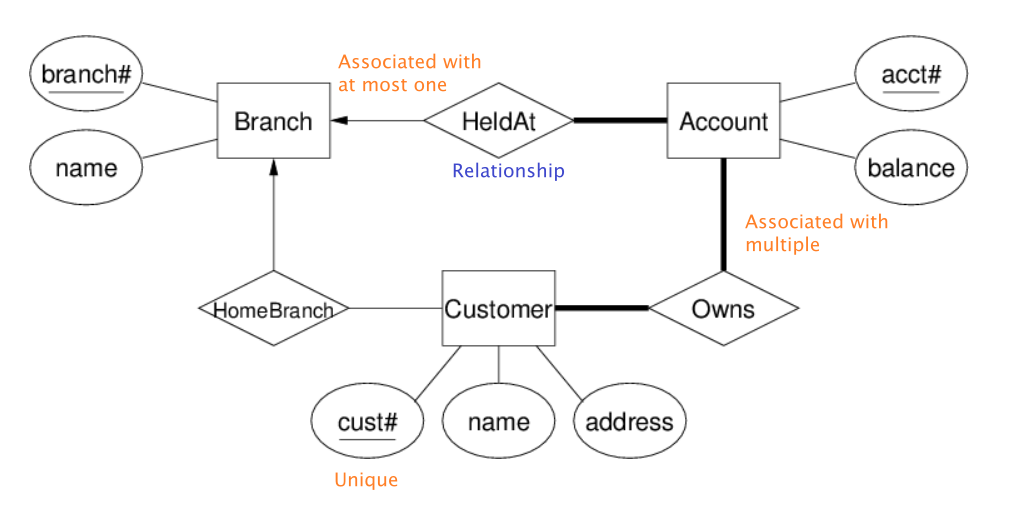 Associated with
at most one
branch#
Branch
HeldAt
Account
acct#
name
Relationship
balance
Associated with
multiple
HomeBranch
Customer
Owns
cust#
name
address
Unique